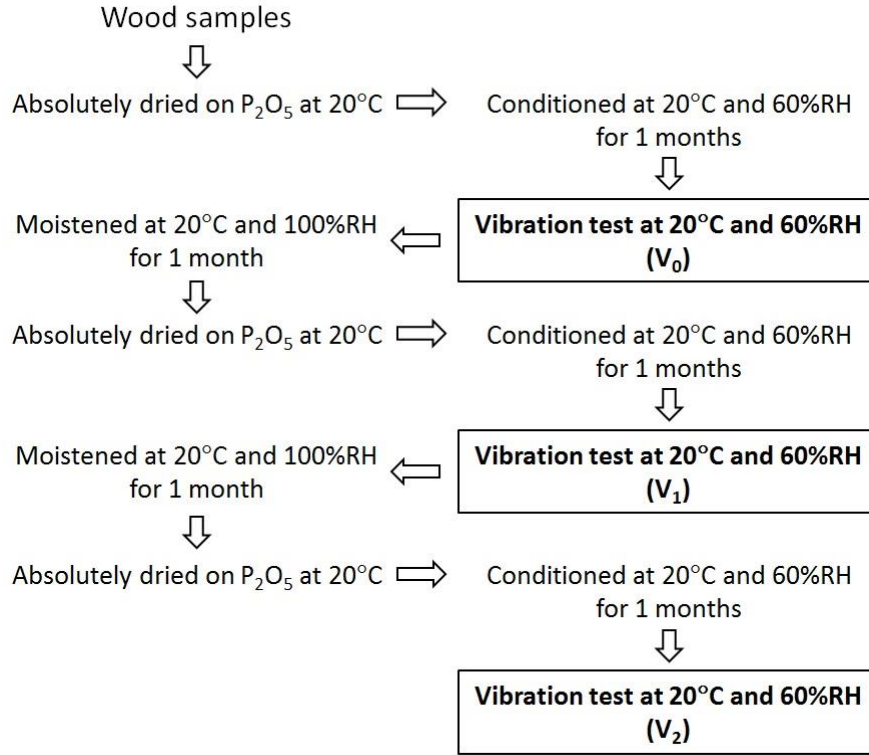 Wood samples
Absolutely dried on P₂O₅ at 20°C
Conditioned at 20°C and 60%RH
for 1 months
Vibration test at 20°C and 60%RH
(V₀)
Moistened at 20°C and 100%RH
for 1 month
Absolutely dried on P₂O₅ at 20°C
Conditioned at 20°C and 60%RH
for 1 months
Vibration test at 20°C and 60%RH
(V₁)
Moistened at 20°C and 100%RH
for 1 month
Absolutely dried on P₂O₅ at 20°C
Conditioned at 20°C and 60%RH
for 1 months
Vibration test at 20°C and 60%RH
(V₂)